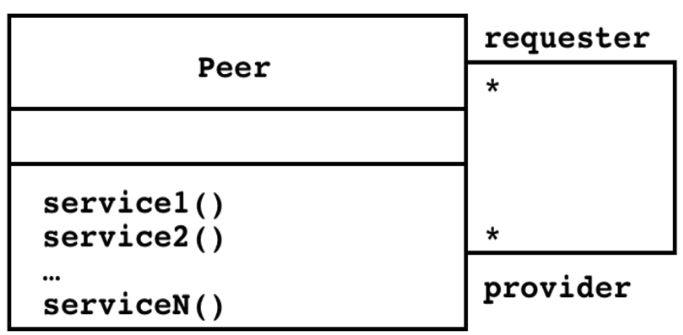 requester
Peer
*
service1()
service2()
*
…
provider
serviceN()